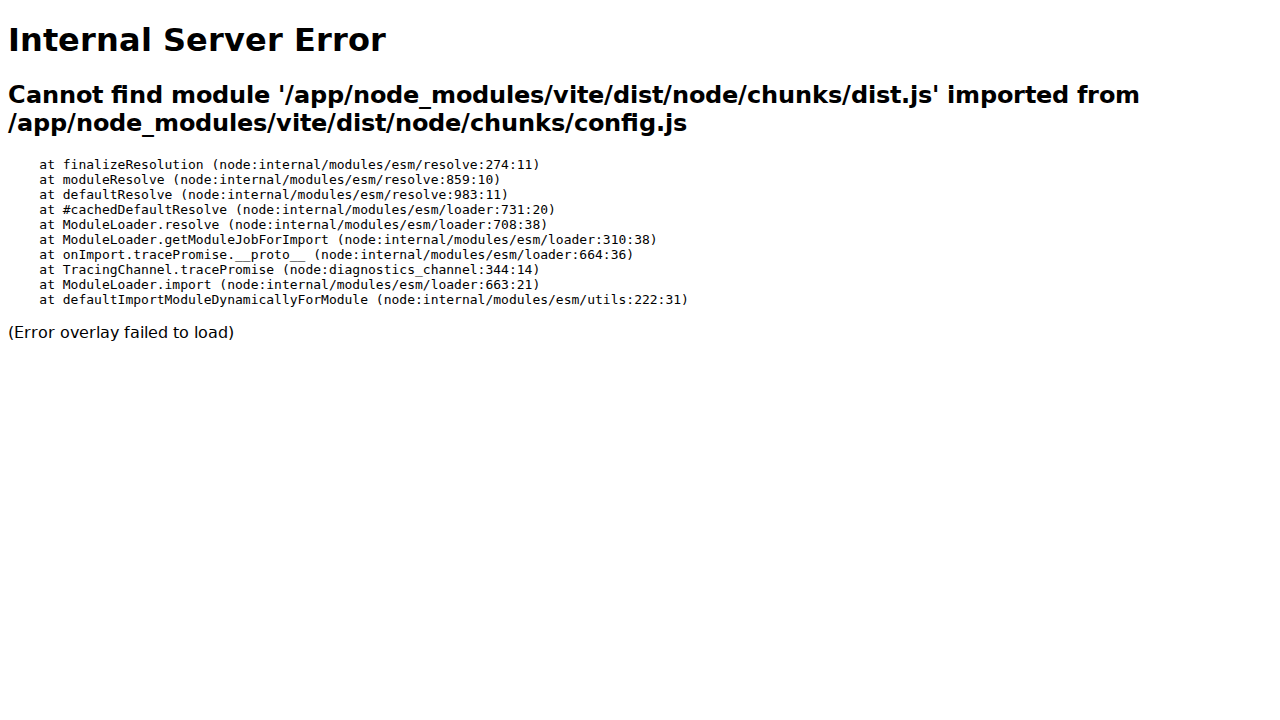 Internal Server Error
Cannot find module '/app/node_modules/vite/dist/node/chunks/dist.js' imported from
/app/node_modules/vite/dist/node/chunks/config.js
at finalizeResolution (node:internal/modules/esm/resolve:274:11)
at moduleResolve (node:internal/modules/esm/resolve:859:10)
at defaultResolve (node:internal/modules/esm/resolve:983:11)
at #cachedDefaultResolve (node:internal/modules/esm/loader:731:20)
at ModuleLoader.resolve (node:internal/modules/esm/loader:708:38)
at ModuleLoader.getModuleJobForImport (node:internal/modules/esm/loader:310:38)
at onImport.tracePromise.__proto__ (node:internal/modules/esm/loader:664:36)
at TracingChannel.tracePromise (node:diagnostics_channel:344:14)
at ModuleLoader.import (node:internal/modules/esm/loader:663:21)
at defaultImportModuleDynamicallyForModule (node:internal/modules/esm/utils:222:31)
(Error overlay failed to load)